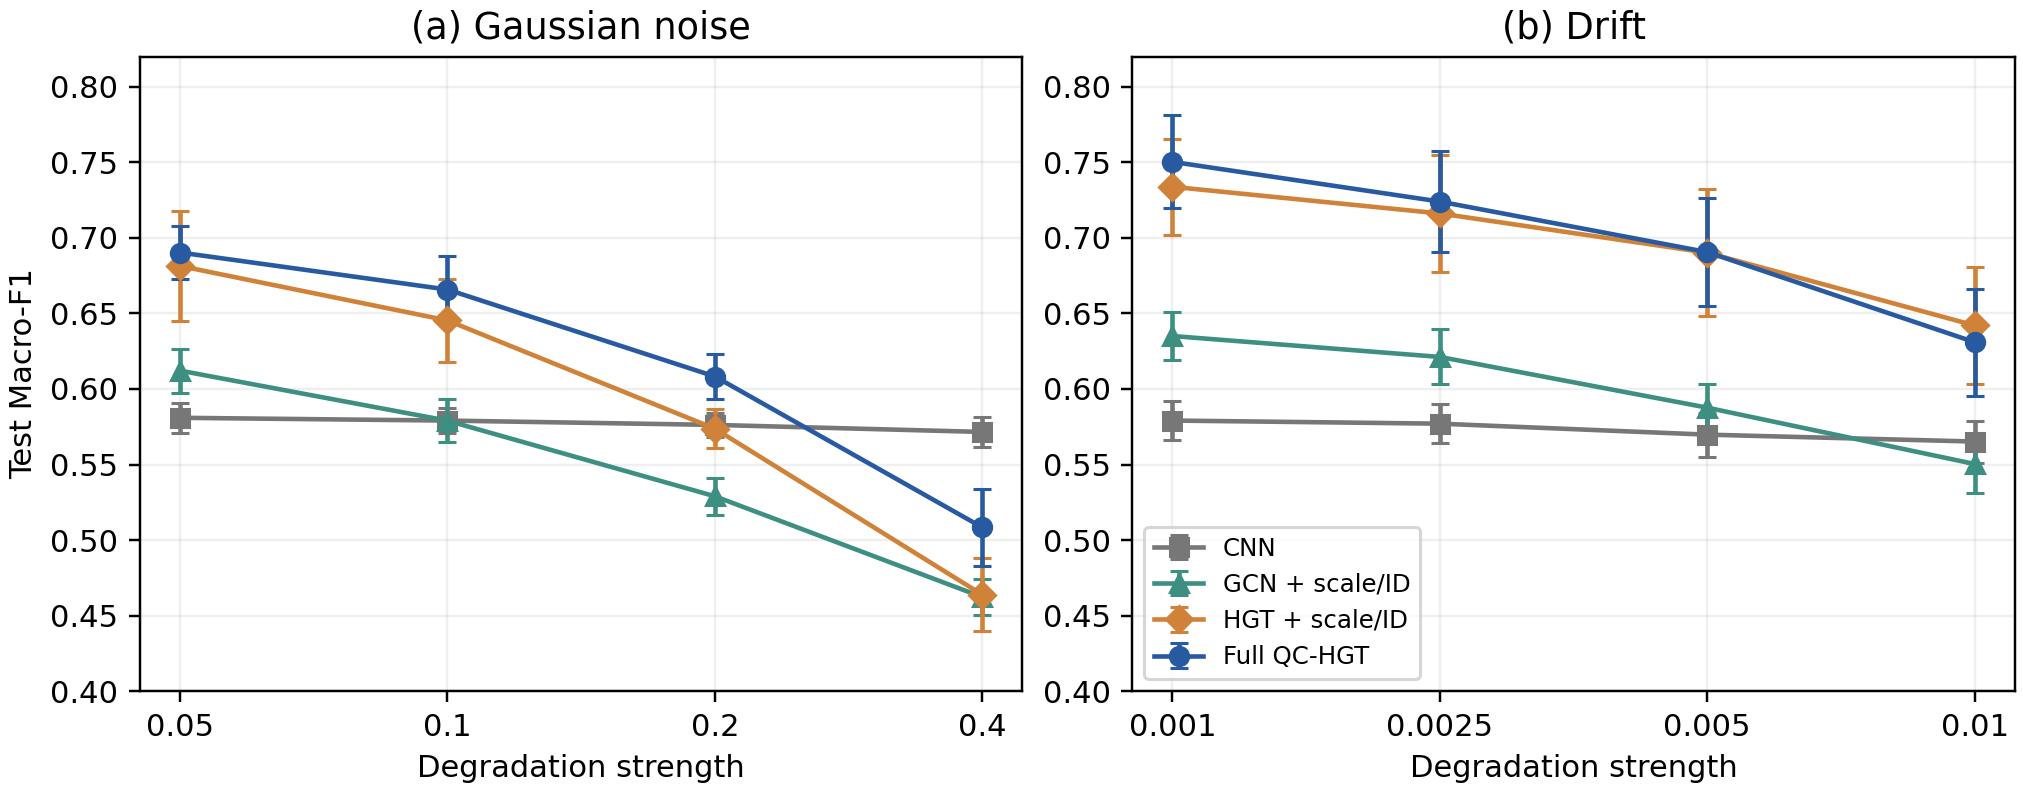 (a) Gaussian noise
Test Macro-F1
0.80
0.75
0.70
0.65
0.60
0.55
0.50
0.45
0.40
0.05 0.1 0.2 0.4
Degradation strength
(b) Drift
0.80
0.75
0.70
0.65
0.60
0.55
0.50
0.45
0.40
CNN
GCN + scale/ID
HGT + scale/ID
Full QC-HGT
0.001 0.0025 0.005 0.01
Degradation strength